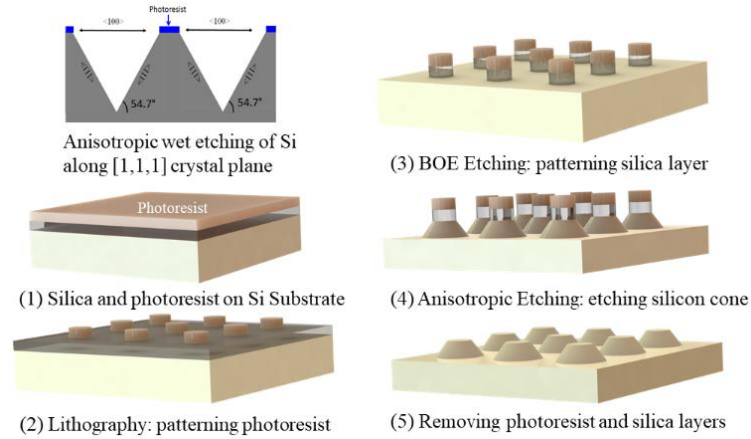 Photoresist
<100>
<100>
<111>
<111>
<111>
<111>
54.7°
54.7°
Anisotropic wet etching of Si
along [1,1,1] crystal plane
Photoresist
(1) Silica and photoresist on Si Substrate
(2) Lithography: patterning photoresist
(3) BOE Etching: patterning silica layer
(4) Anisotropic Etching: etching silicon cone
(5) Removing photoresist and silica layers